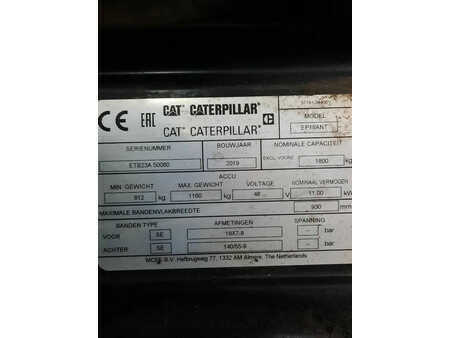 CE EAC CAT CATERPILLAR® MODEL
CAT CATERPILLAR® EP18ANT
SERIENUMMER BOUWJAAR NOMINALE CAPACITEIT
ETB23A 50060 2019 EXCL. VOORZ. 1800 kg
ACCU
MIN. GEWICHT MAX. GEWICHT VOLTAGE NOMINAAL VERMOGEN
912 kg 1160 kg 48 V 11.00 kW
MAXIMALE BANDENVLAKBREEDTE 930 mm
BANDEN TYPE AFMETINGEN SPANNING
VOOR SE 18X7-8 -- bar
ACHTER SE 140/55-9 -- bar
MCFE B.V. Hefbrugweg 77, 1332 AM Almere, The Netherlands